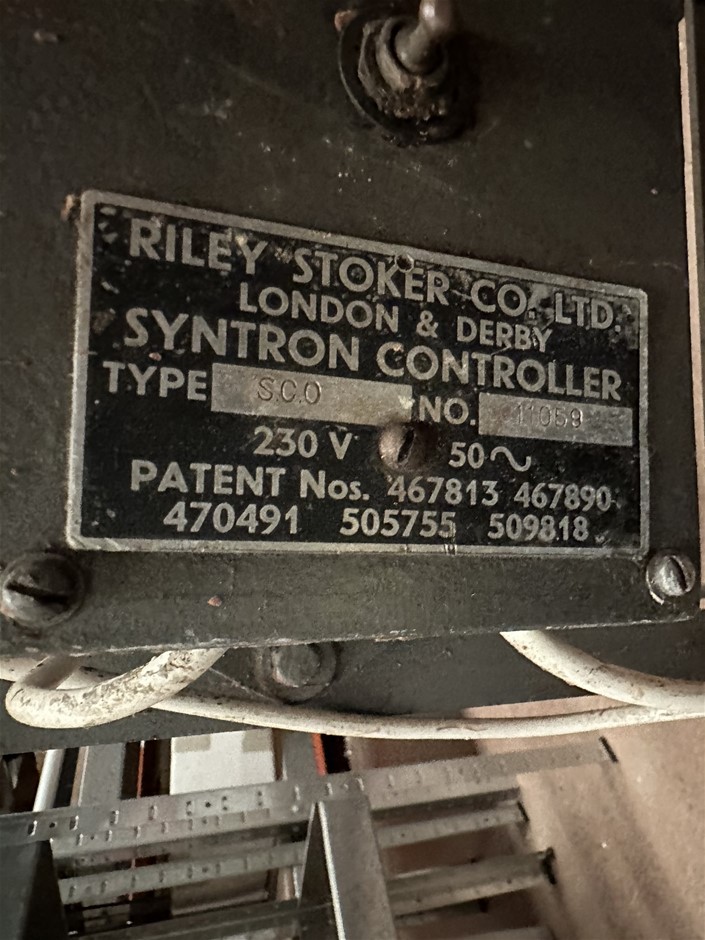 RILEY STOKER CO. LTD.
LONDON & DERBY
SYNTRON CONTROLLER
TYPE S.C.O NO. 11059
230 V 50∿
PATENT Nos. 467813 467890
470491 505755 509818